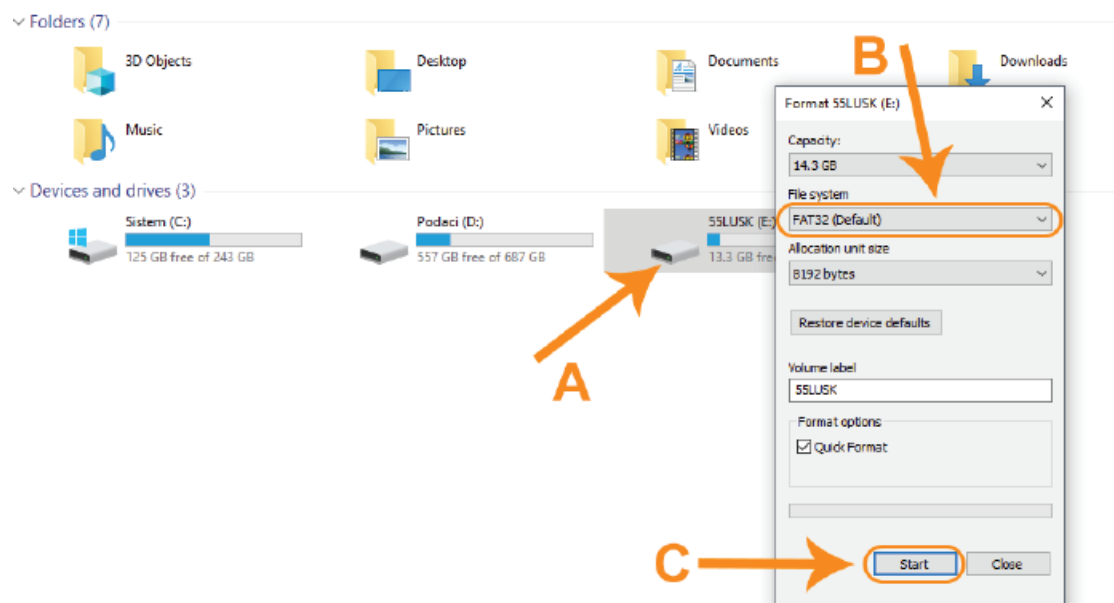 Folders (7)
3D Objects
Desktop
Documents
Downloads
Music
Pictures
Videos
Devices and drives (3)
Sistem (C:)
125 GB free of 243 GB
Podaci (D:)
557 GB free of 687 GB
55LUSK (E:)
13.3 GB free
A
B
Format 55LUSK (E:)
Capacity:
14.3 GB
File system
FAT32 (Default)
Allocation unit size
8192 bytes
Restore device defaults
Volume label
55LUSK
Format options
Quick Format
C
Start
Close